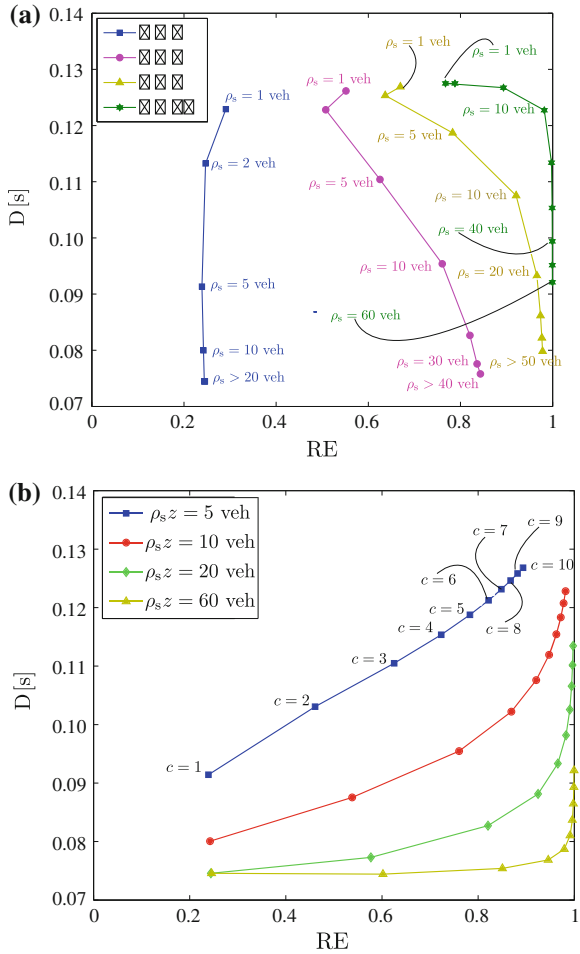 (a)
0.14
0.13
0.12
0.11
0.10
0.09
0.08
0.07
D [s]
ρs = 1 veh
ρs = 2 veh
ρs = 5 veh
ρs = 10 veh
ρs > 20 veh
ρs = 1 veh
ρs = 5 veh
ρs = 10 veh
ρs = 30 veh
ρs > 40 veh
ρs = 1 veh
ρs = 5 veh
ρs = 10 veh
ρs = 20 veh
ρs > 50 veh
ρs = 1 veh
ρs = 10 veh
ρs = 40 veh
ρs = 60 veh
0 0.2 0.4 0.6 0.8 1
RE
(b)
0.14
0.13
0.12
0.11
0.10
0.09
0.08
0.07
D [s]
ρsz = 5 veh
ρsz = 10 veh
ρsz = 20 veh
ρsz = 60 veh
c = 1
c = 2
c = 3
c = 4
c = 5
c = 6
c = 7
c = 8
c = 9
c = 10
0 0.2 0.4 0.6 0.8 1
RE